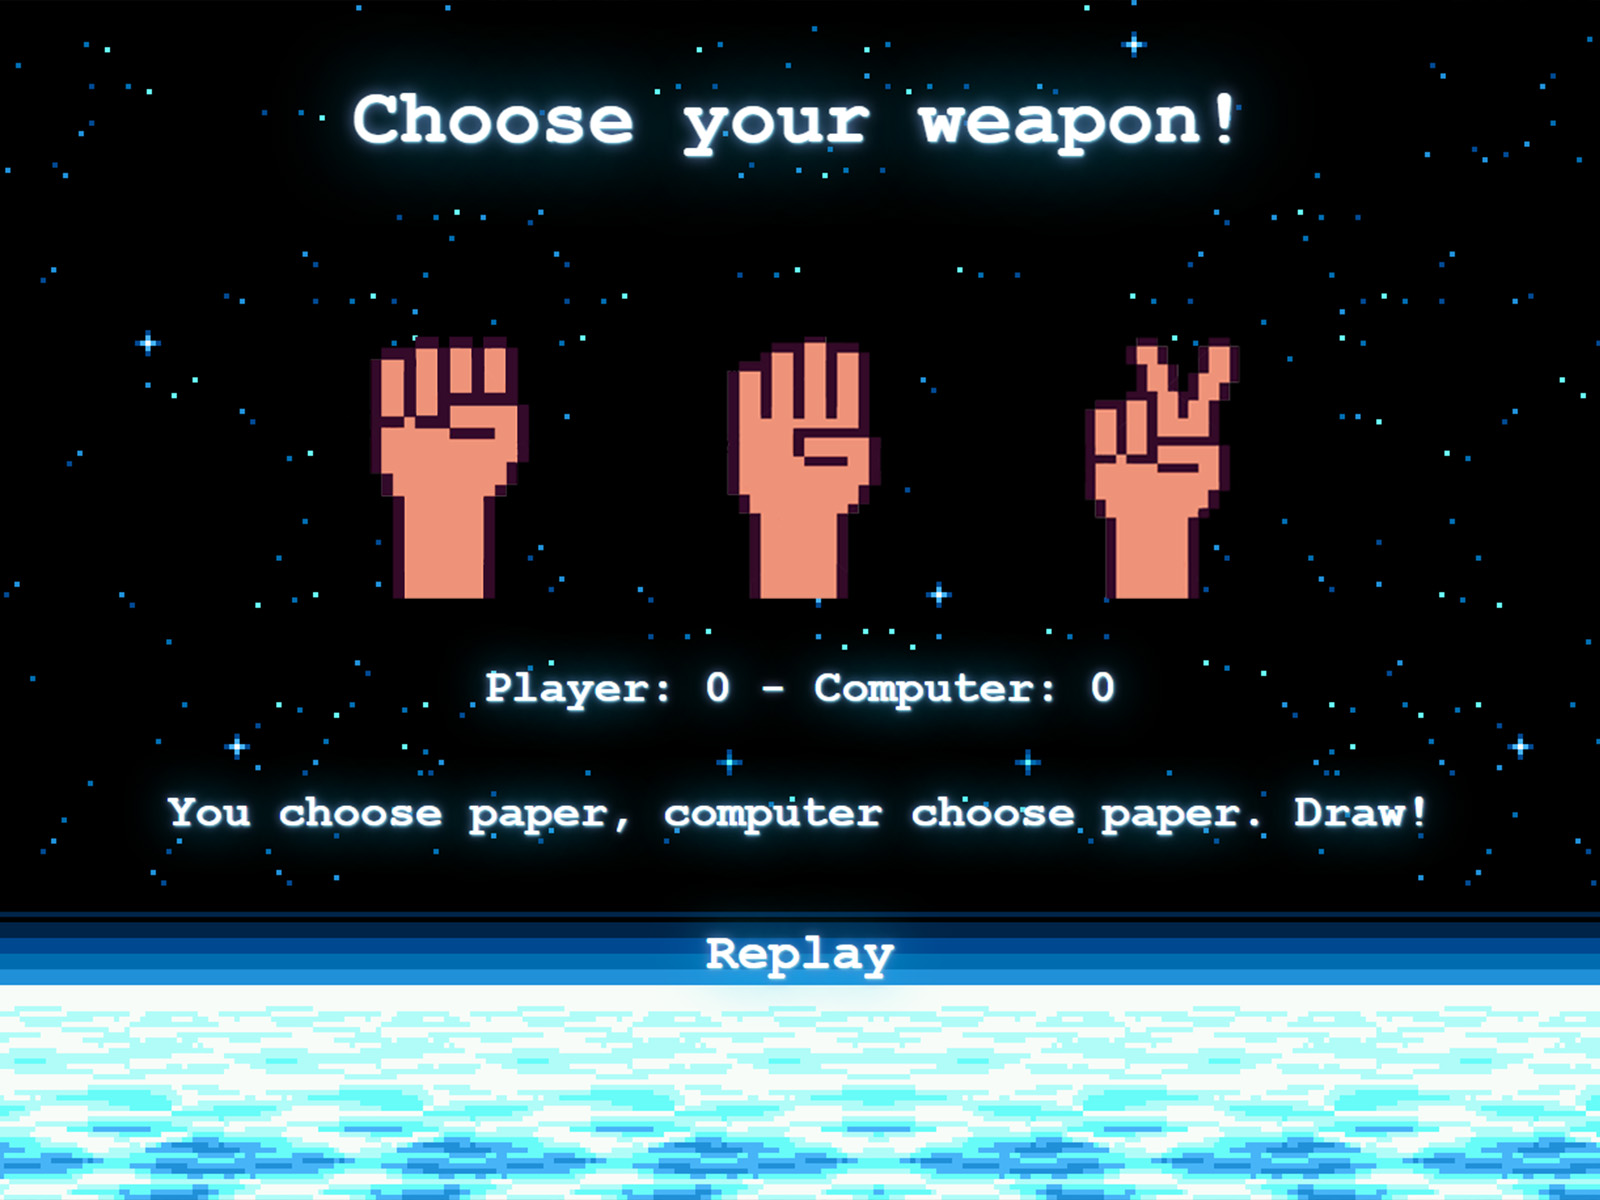 Choose your weapon!
Player: 0 - Computer: 0
You choose paper, computer choose paper. Draw!
Replay